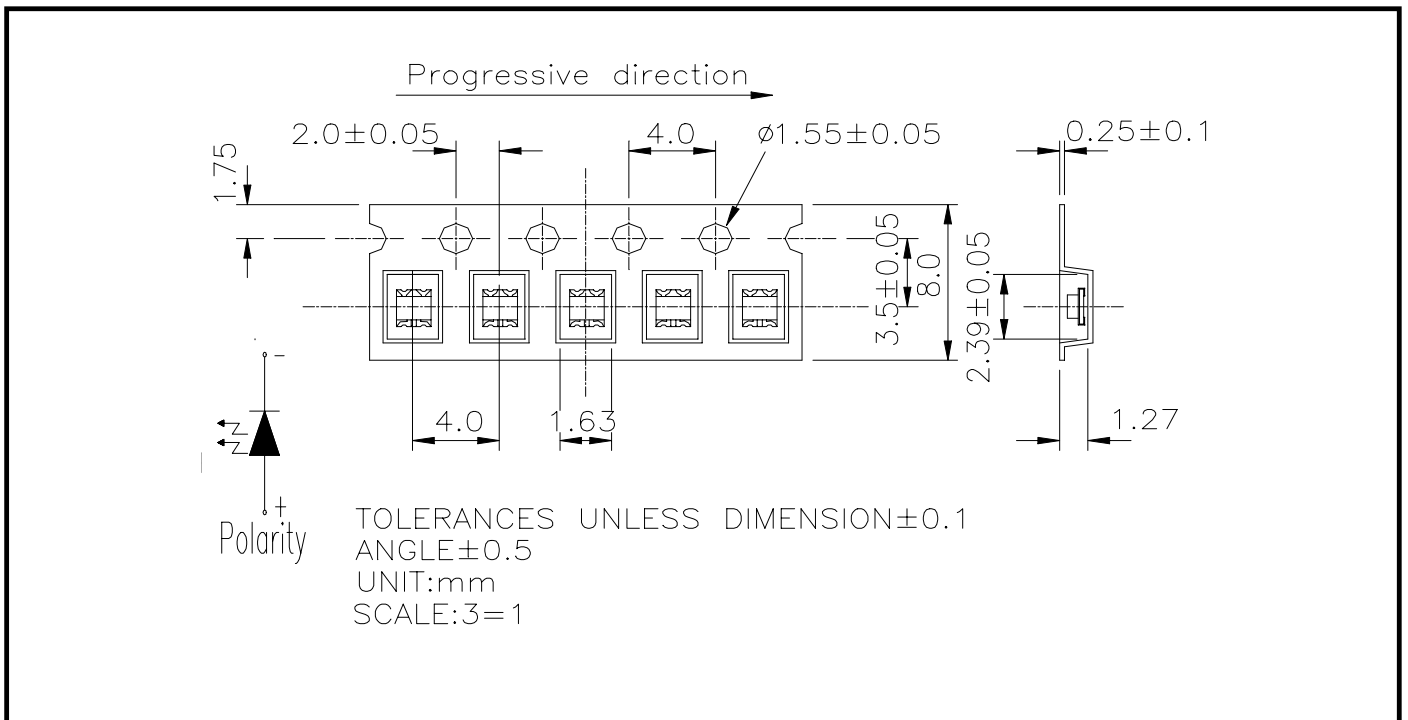 Progressive direction
2.0±0.05
4.0
ø1.55±0.05
0.25±0.1
1.75
3.5±0.05
8.0
2.39±0.05
-
4.0
1.63
1.27
+
Polarity
TOLERANCES UNLESS DIMENSION±0.1
ANGLE±0.5
UNIT:mm
SCALE:3=1